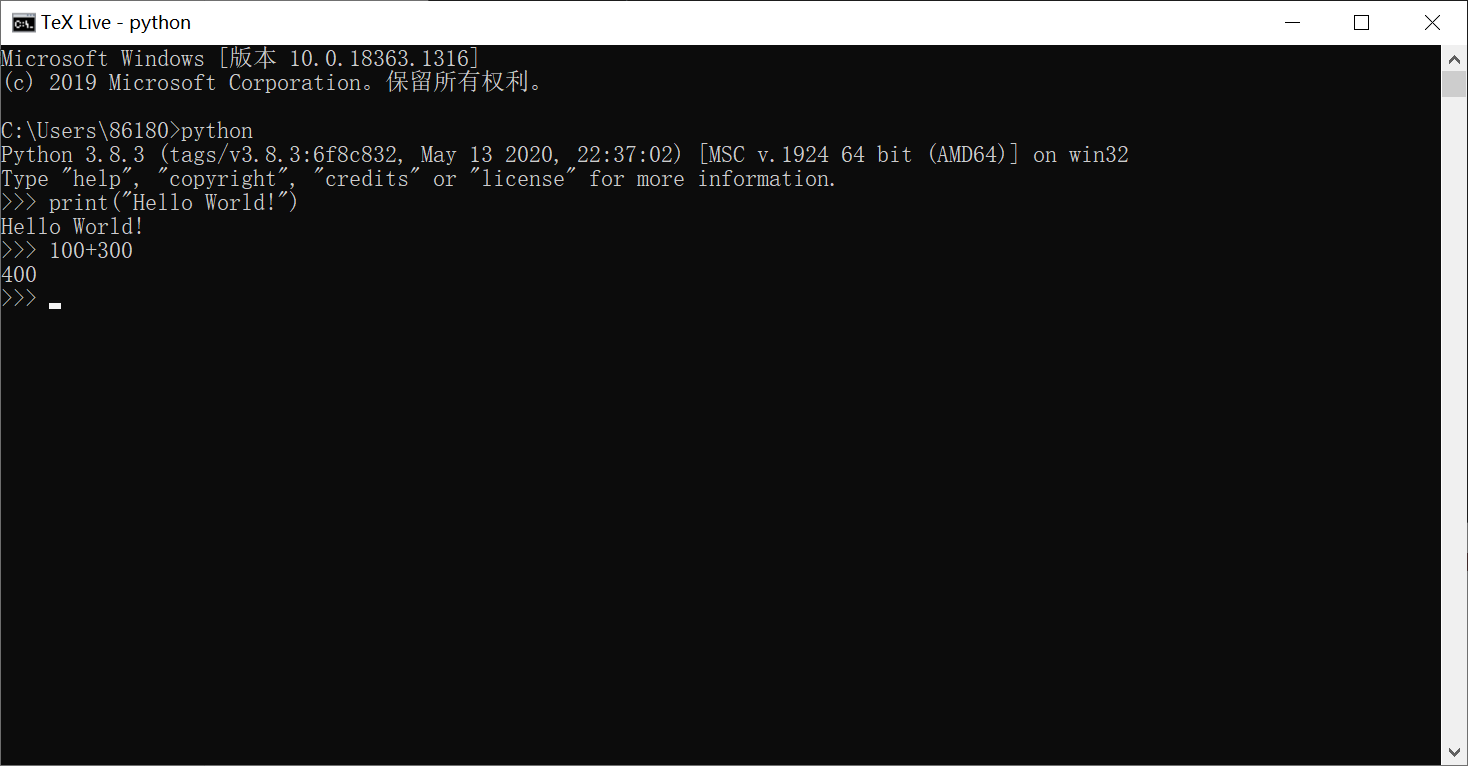 TeX Live - python
Microsoft Windows [版本 10.0.18363.1316]
(c) 2019 Microsoft Corporation。保留所有权利。
C:\Users\86180>python
Python 3.8.3 (tags/v3.8.3:6f8c832, May 13 2020, 22:37:02) [MSC v.1924 64 bit (AMD64)] on win32
Type "help", "copyright", "credits" or "license" for more information.
>>> print("Hello World!")
Hello World!
>>> 100+300
400
>>>